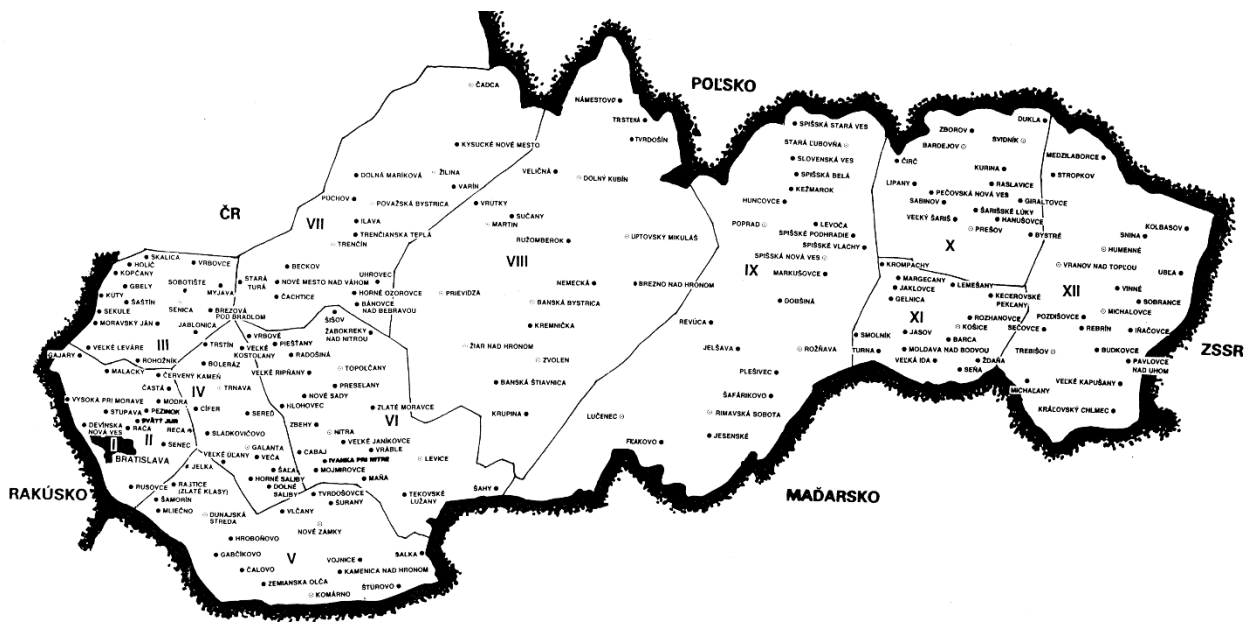 POĽSKO
ČR
RAKÚSKO
MAĎARSKO
ZSSR
ČADCA
NÁMESTOVO
TRSTENÁ
TVRDOŠÍN
KYSUCKÉ NOVÉ MESTO
DOLNÁ MARÍKOVÁ
ŽILINA
VARÍN
VELIČNÁ
DOLNÝ KUBÍN
PÚCHOV
POVAŽSKÁ BYSTRICA
VRÚTKY
SUČANY
MARTIN
ILAVA
TRENČIANSKA TEPLÁ
TRENČÍN
VII
RUŽOMBEROK
LIPTOVSKÝ MIKULÁŠ
VIII
BECKOV
UHROVEC
NOVÉ MESTO NAD VÁHOM
ČACHTICE
HORNÉ OZOROVCE
BÁNOVCE
NAD BEBRAVOU
PRIEVIDZA
NEMECKÁ
BREZNO NAD HRONOM
BANSKÁ BYSTRICA
KREMNIČKA
ŽIAR NAD HRONOM
ZVOLEN
BANSKÁ ŠTIAVNICA
KRUPINA
LUČENEC
FIĽAKOVO
ŠAHY
SKALICA
HOLÍČ
KOPČANY
GBELY
KÚTY
ŠAŠTÍN
SEKULE
MORAVSKÝ JÁN
VRBOVCE
SOBOTIŠTE
SENICA
MYJAVA
STARÁ
TURÁ
BREZOVÁ
POD BRADLOM
JABLONICA
III
VEĽKÉ LEVÁRE
GAJARY
ROHOŽNÍK
MALACKY
TRSTÍN
BOLERÁZ
ČERVENÝ KAMEŇ
ČASTÁ
IV
TRNAVA
VYSOKÁ PRI MORAVE
MODRA
STUPAVA
PEZINOK
SVÄTÝ JUR
CÍFER
SEREĎ
DEVÍNSKA
NOVÁ VES
RAČA
RECA
I
II
BRATISLAVA
SENEC
SLÁDKOVIČOVO
GALANTA
VEĽKÉ ÚĽANY
VEČA
JELKA
ŠAĽA
HORNÉ SALIBY
DOLNÉ
SALIBY
RUSOVCE
RAJTICE
(ZLATÉ KLASY)
ŠAMORÍN
MLIEČNO
DUNAJSKÁ
STREDA
VLČANY
HROBOŇOVO
GABČÍKOVO
V
ČALOVO
ZEMIANSKA OLČA
KOMÁRNO
VOJNICE
KAMENICA NAD HRONOM
SALKA
ŠTÚROVO
NOVÉ ZÁMKY
TVRDOŠOVCE
ŠURANY
TEKOVSKÉ
LUŽANY
ŠIŠOV
ŽABOKREKY
NAD NITROU
VRBOVÉ
VEĽKÉ
KOSTOLANY
PIEŠŤANY
RADOŠINÁ
VEĽKÉ RIPŇANY
TOPOĽČANY
PRESELANY
NOVÉ SADY
HLOHOVEC
ZLATÉ MORAVCE
ZBEHY
NITRA
VI
VEĽKÉ JANÍKOVCE
VRÁBLE
CABAJ
IVANKA PRI NITRE
MOJMÍROVCE
MAŇA
LEVICE
SPIŠSKÁ STARÁ VES
STARÁ ĽUBOVŇA
SLOVENSKÁ VES
SPIŠSKÁ BELÁ
KEŽMAROK
HUNCOVCE
POPRAD
LEVOČA
SPIŠSKÉ PODHRADIE
SPIŠSKÉ VLACHY
SPIŠSKÁ NOVÁ VES
MARKUŠOVCE
IX
DOBŠINÁ
REVÚCA
JELŠAVA
ROŽŇAVA
PLEŠIVEC
ŠAFÁRIKOVO
RIMAVSKÁ SOBOTA
JESENSKÉ
ZBOROV
BARDEJOV
SVIDNÍK
DUKLA
ČIRČ
KURIMA
LIPANY
RASLAVICE
PEČOVSKÁ NOVÁ VES
SABINOV
GIRALTOVCE
ŠARIŠSKÉ LÚKY
VEĽKÝ ŠARIŠ
HANUŠOVCE
PREŠOV
BYSTRÉ
X
KROMPACHY
MARGECANY
JAKLOVCE
GELNICA
LEMEŠANY
KECEROVSKÉ
PEKĽANY
XI
ROZHANOVCE
KOŠICE
SMOLNÍK
JASOV
BARCA
SEČOVCE
TURŇA
MOLDAVA NAD BODVOU
VEĽKÁ IDA
ŽDAŇA
SEŇA
MEDZILABORCE
STROPKOV
KOLBASOV
SNINA
HUMENNÉ
VRANOV NAD TOPĽOU
UBĽA
XII
VINNÉ
SOBRANCE
POZDIŠOVCE
MICHALOVCE
REBRÍN
IŇAČOVCE
TREBIŠOV
BUDKOVCE
PAVLOVCE
NAD UHOM
MICHAĽANY
VEĽKÉ KAPUŠANY
KRÁĽOVSKÝ CHLMEC